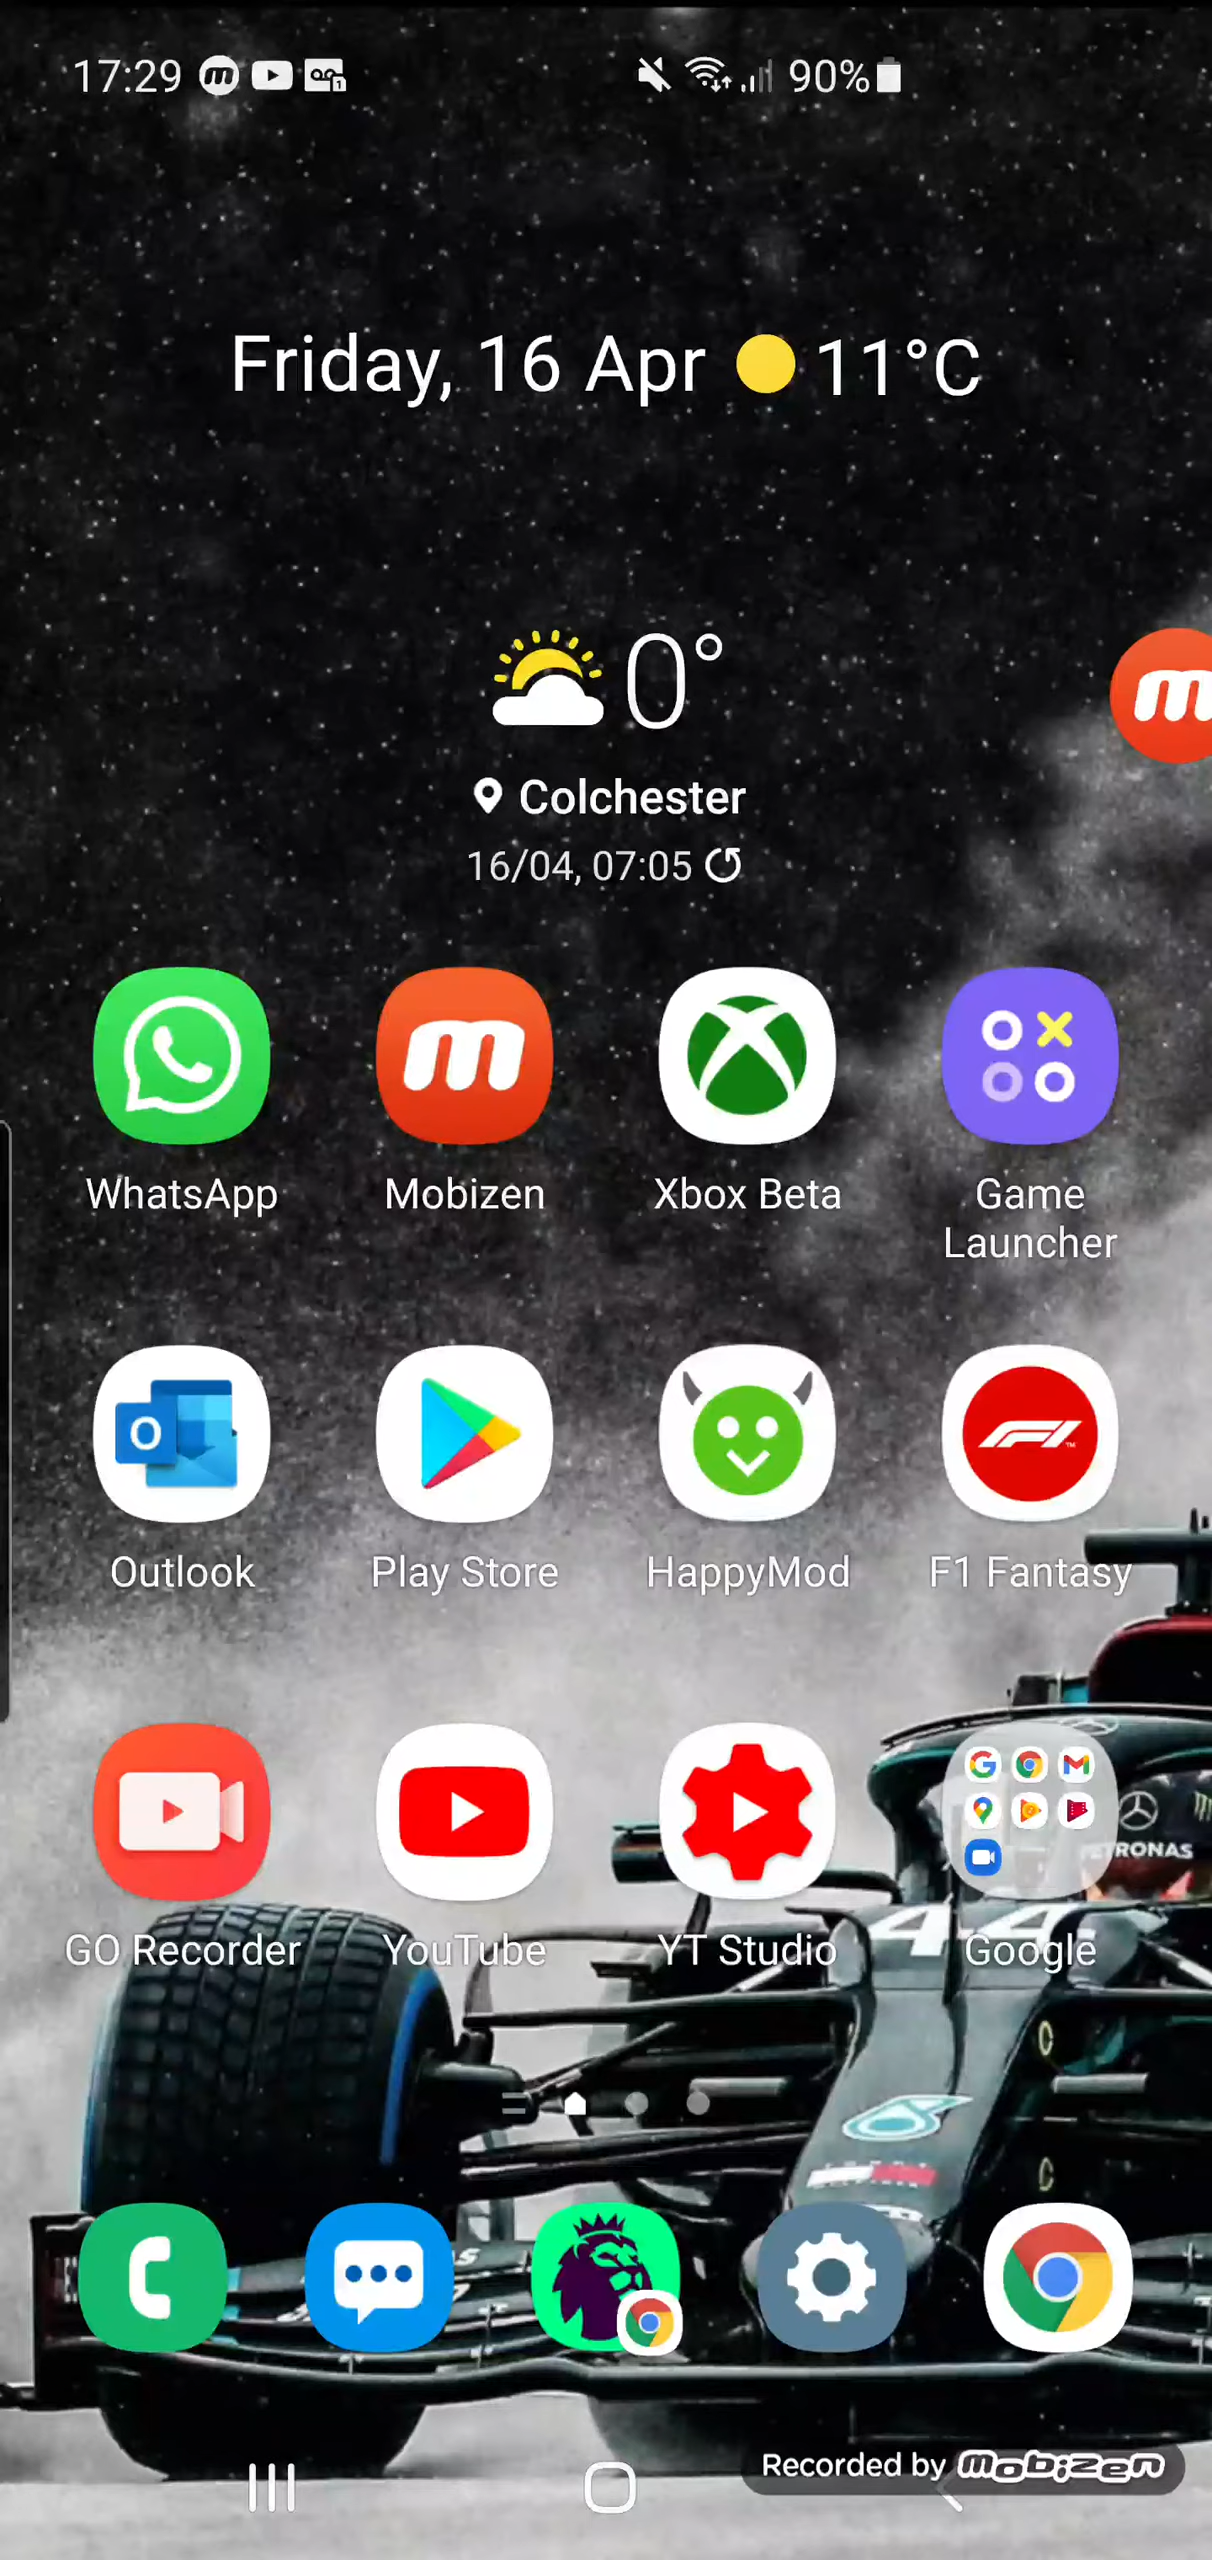 17:29
90%
Friday, 16 Apr 11°C
0°
Colchester
16/04, 07:05
WhatsApp
Mobizen
Xbox Beta
Game
Launcher
Outlook
Play Store
HappyMod
F1 Fantasy
GO Recorder
YouTube
YT Studio
Google
44
Recorded by mobizen